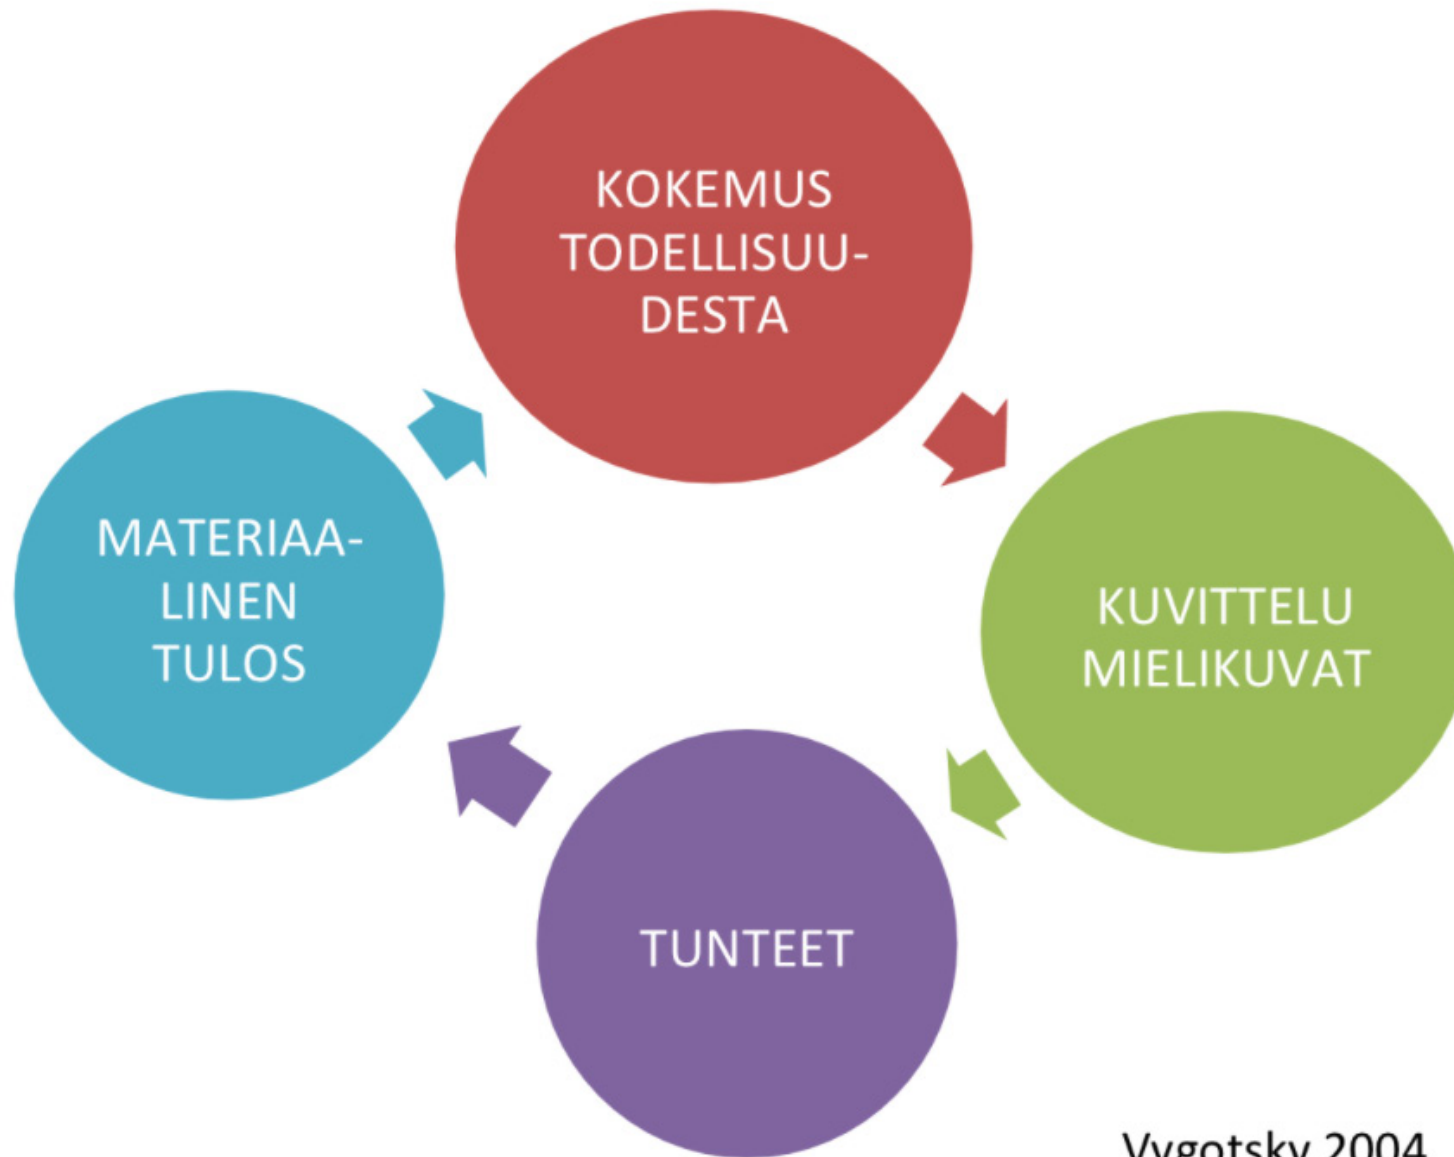 KOKEMUS
TODELLISUU-
DESTA
MATERIAA-
LINEN
TULOS
KUVITTELU
MIELIKUVAT
TUNTEET
Vygotsky 2004